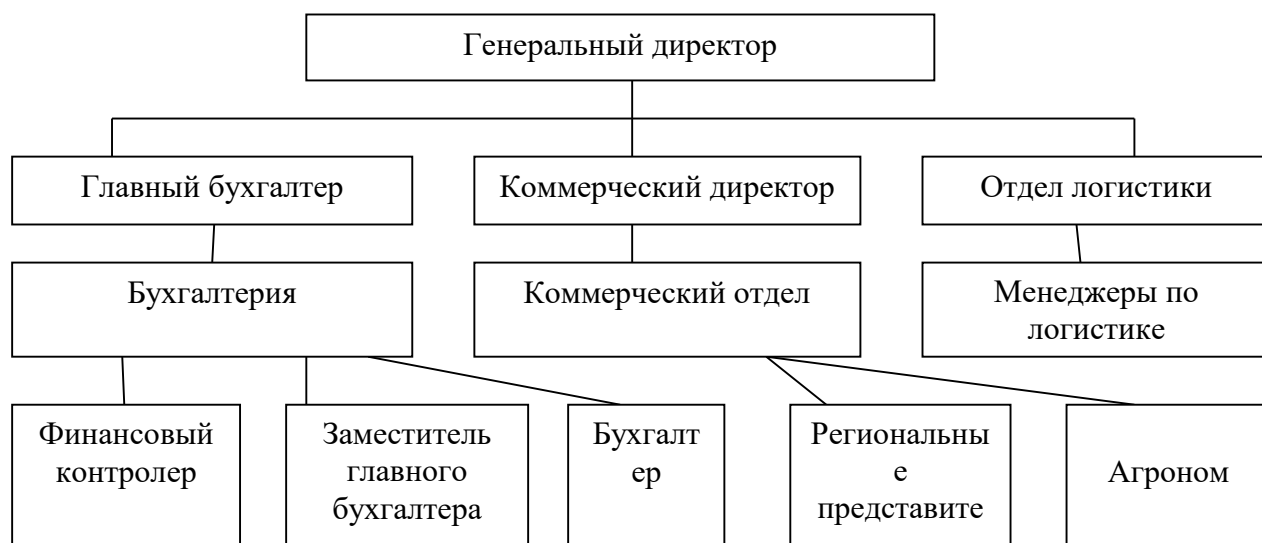 Генеральный директор
Главный бухгалтер
Коммерческий директор
Отдел логистики
Бухгалтерия
Коммерческий отдел
Менеджеры по
логистике
Финансовый
контролер
Заместитель
главного
бухгалтера
Бухгалт
ер
Региональны
е
представите
Агроном